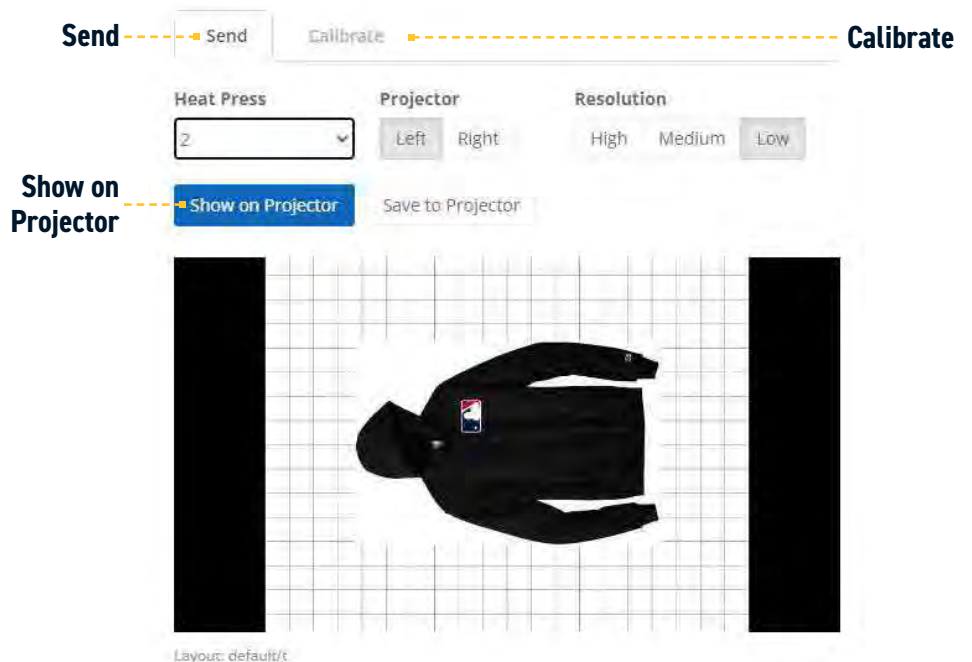 Send
Send
Calibrate
Calibrate
Heat Press
Projector
Resolution
2
Left
Right
High
Medium
Low
Show on
Projector
Show on Projector
Save to Projector
Layout: default/t